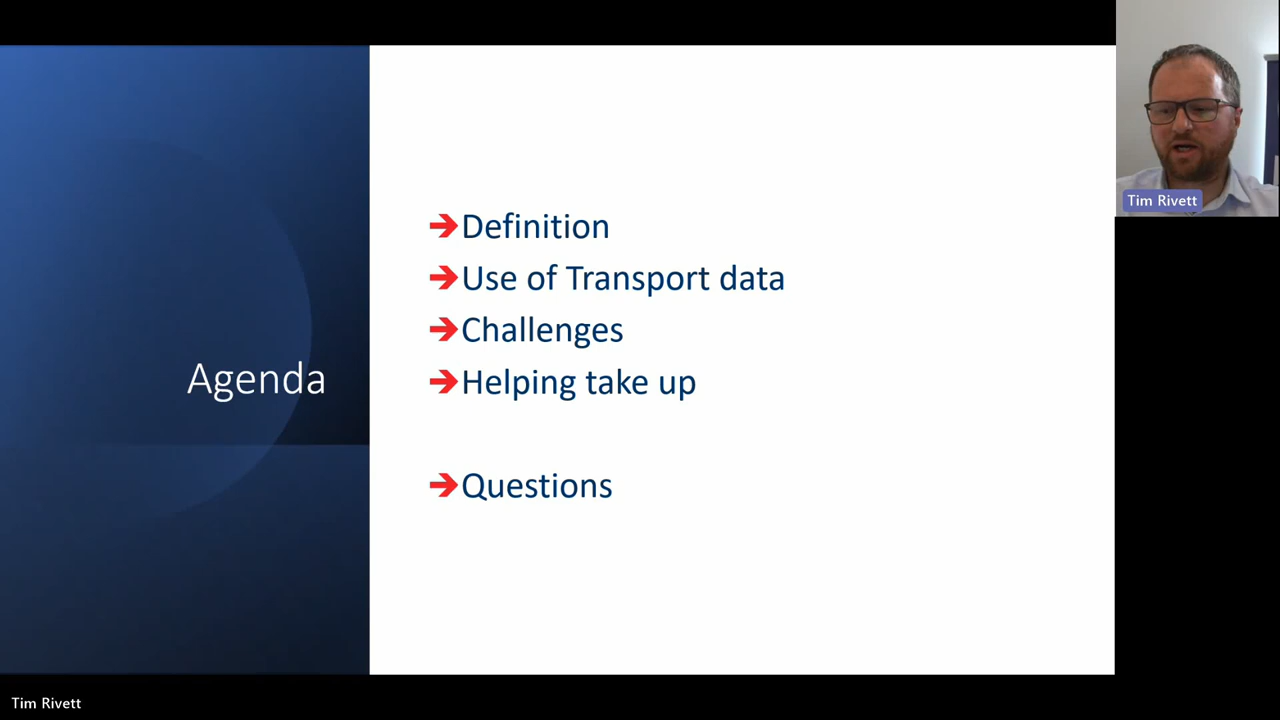 Agenda
Definition
Use of Transport data
Challenges
Helping take up
Questions
Tim Rivett
Tim Rivett